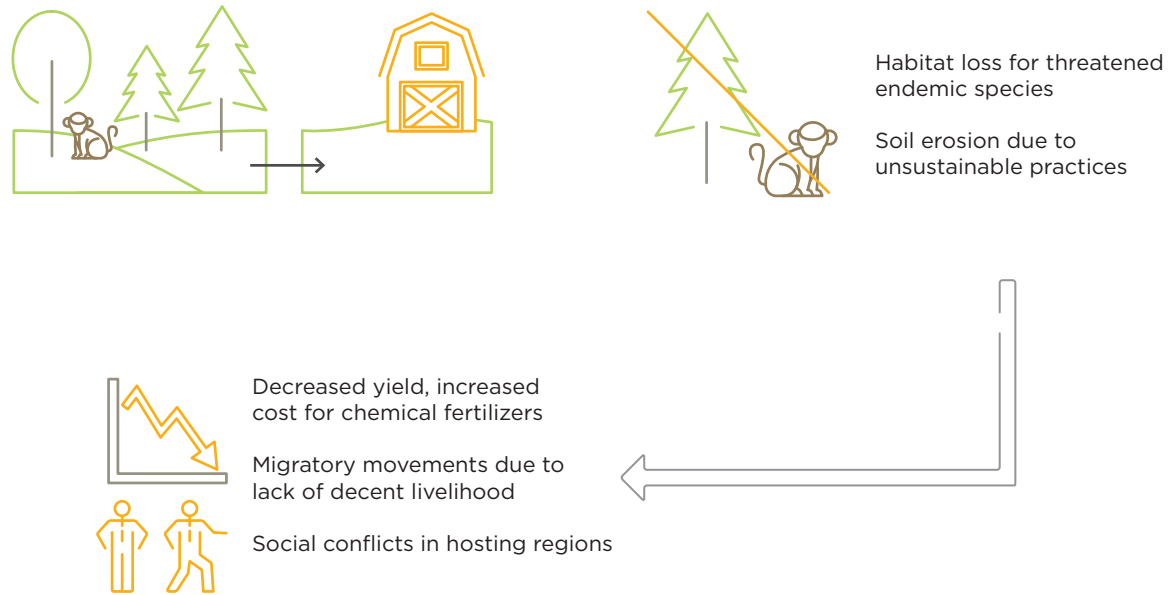 Habitat loss for threatened
endemic species
Soil erosion due to
unsustainable practices
Decreased yield, increased
cost for chemical fertilizers
Migratory movements due to
lack of decent livelihood
Social conflicts in hosting regions